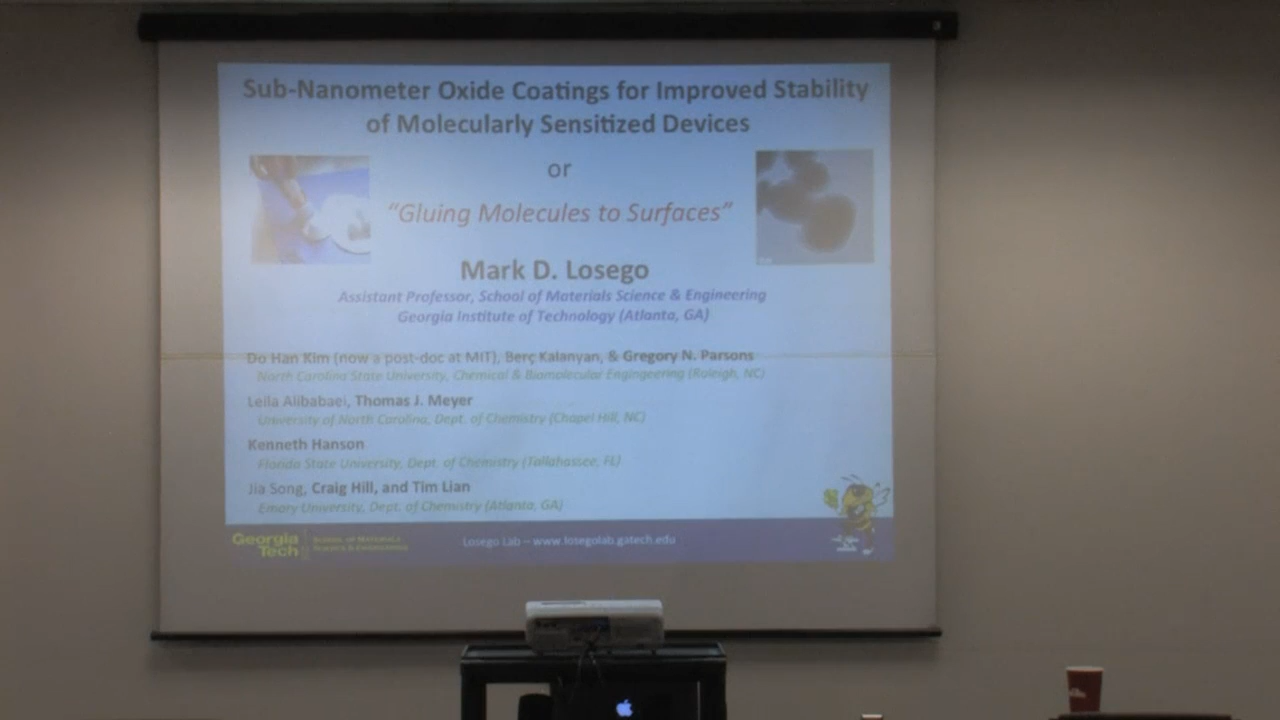 Sub-Nanometer Oxide Coatings for Improved Stability
of Molecularly Sensitized Devices
or
“Gluing Molecules to Surfaces”
Mark D. Losego
Assistant Professor, School of Materials Science & Engineering
Georgia Institute of Technology (Atlanta, GA)
Do Han Kim (now a post-doc at MIT), Berç Kalanyan, & Gregory N. Parsons
North Carolina State University, Chemical & Biomolecular Engingeering (Raleigh, NC)
Leila Alibabaei, Thomas J. Meyer
University of North Carolina, Dept. of Chemistry (Chapel Hill, NC)
Kenneth Hanson
Florida State University, Dept. of Chemistry (Tallahassee, FL)
Jia Song, Craig Hill, and Tim Lian
Emory University, Dept. of Chemistry (Atlanta, GA)
Georgia
Tech
School of Materials
Science & Engineering
Losego Lab – www.losegolab.gatech.edu